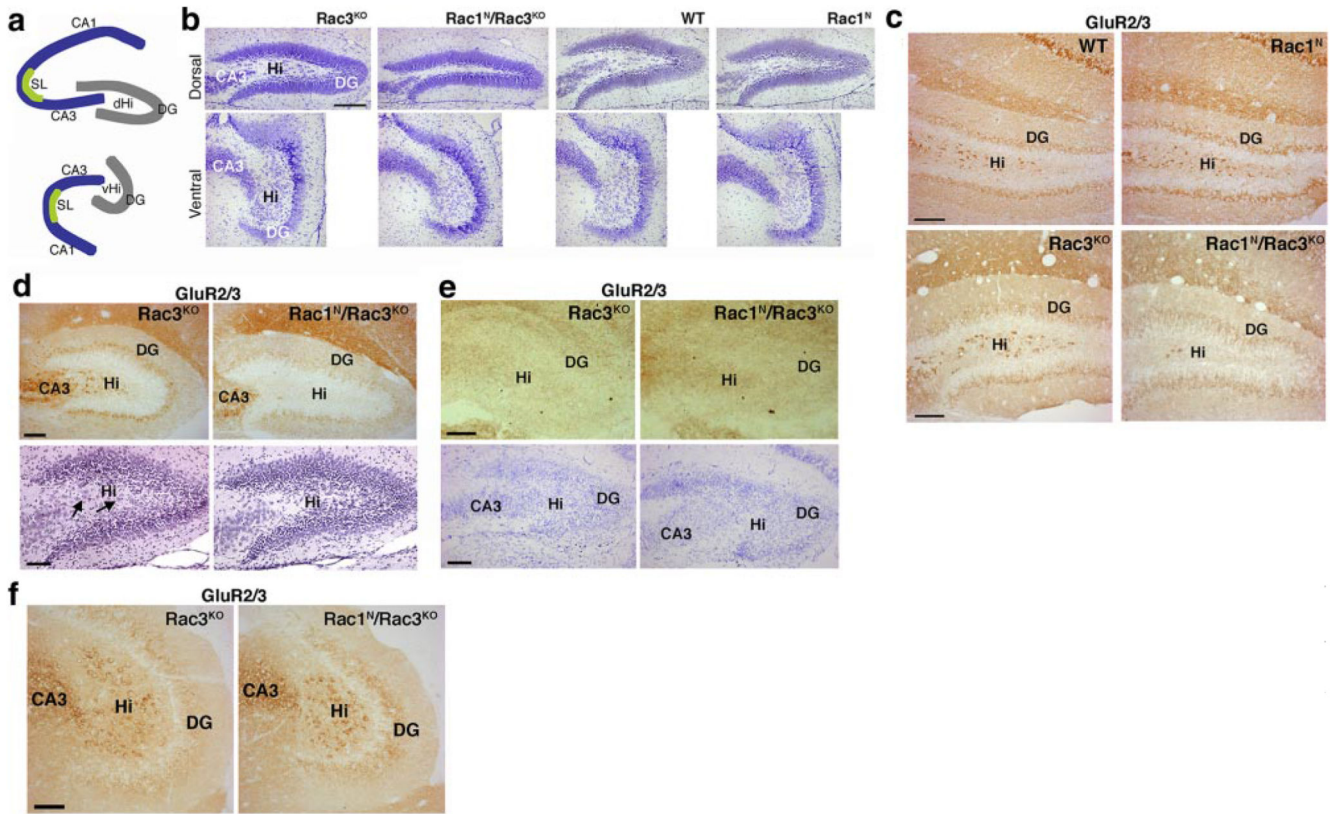 a
CA1
SL
dHi
DG
CA3
CA3
vHi
DG
SL
CA1
b
Rac3ᴷᴼ Rac1ᴺ/Rac3ᴷᴼ WT Rac1ᴺ
Dorsal
CA3 Hi DG
Ventral
CA3
Hi
DG
c
GluR2/3
WT Rac1ᴺ
DG DG
Hi Hi
Rac3ᴷᴼ Rac1ᴺ/Rac3ᴷᴼ
DG DG
Hi Hi
d
GluR2/3
Rac3ᴷᴼ Rac1ᴺ/Rac3ᴷᴼ
DG DG
CA3 Hi CA3 Hi
Hi Hi
e
GluR2/3
Rac3ᴷᴼ Rac1ᴺ/Rac3ᴷᴼ
Hi DG Hi DG
CA3 Hi DG CA3 Hi DG
f
GluR2/3
Rac3ᴷᴼ Rac1ᴺ/Rac3ᴷᴼ
CA3 Hi DG CA3 Hi DG